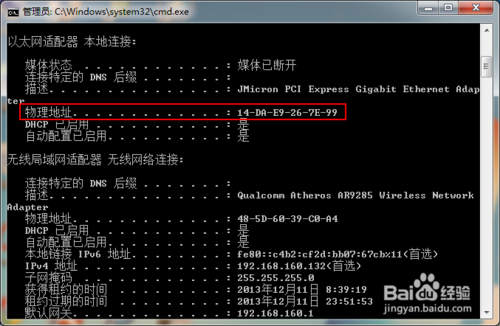 管理员: C:\Windows\system32\cmd.exe
以太网适配器 本地连接:
媒体状态 . . . . . . . . . . . . : 媒体已断开
连接特定的 DNS 后缀 . . . . . . . :
描述. . . . . . . . . . . . . . . : JMicron PCI Express Gigabit Ethernet Adap
ter
物理地址. . . . . . . . . . . . . : 14-DA-E9-26-7E-99
DHCP 已启用 . . . . . . . . . . . : 是
自动配置已启用. . . . . . . . . . : 是
无线局域网适配器 无线网络连接:
连接特定的 DNS 后缀 . . . . . . . :
描述. . . . . . . . . . . . . . . : Qualcomm Atheros AR9285 Wireless Network
Adapter
物理地址. . . . . . . . . . . . . : 48-5D-60-39-C0-A4
DHCP 已启用 . . . . . . . . . . . : 是
自动配置已启用. . . . . . . . . . : 是
本地链接 IPv6 地址. . . . . . . . : fe80::c4b2:cf2d:bb07:67cb%11(首选)
IPv4 地址 . . . . . . . . . . . . : 192.168.160.132(首选)
子网掩码 . . . . . . . . . . . . : 255.255.255.0
获得租约的时间 . . . . . . . . . : 2013年12月11日 8:39:19
租约过期的时间 . . . . . . . . . : 2013年12月11日 23:51:53
默认网关. . . . . . . . . . . . . : 192.168.160.1
Baidu 经验
jingyan.baidu.com